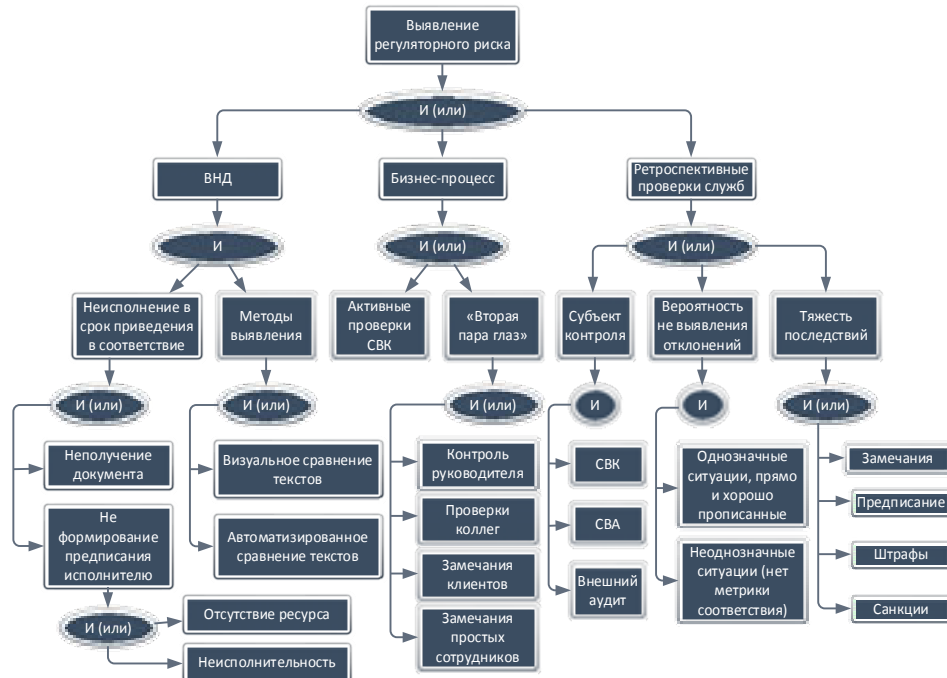 Выявление
регуляторного риска
И (или)
ВНД
Бизнес-процесс
Ретроспективные
проверки служб
И
И (или)
И (или)
Неисполнение в
срок приведения
в соответствие
Методы
выявления
Активные
проверки
СВК
«Вторая
пара глаз»
Субъект
контроля
Вероятность
не выявления
отклонений
Тяжесть
последствий
И (или)
И (или)
И (или)
И
И
И (или)
Неполучение
документа
Не
формирование
предписания
исполнителю
И (или)
Отсутствие ресурса
Неисполнительность
Визуальное сравнение
текстов
Автоматизированное
сравнение текстов
Контроль
руководителя
Проверки
коллег
Замечания
клиентов
Замечания
простых
сотрудников
СВК
СВА
Внешний
аудит
Однозначные
ситуации, прямо
и хорошо
прописанные
Неоднозначные
ситуации (нет
метрики
соответствия)
Замечания
Предписание
Штрафы
Санкции